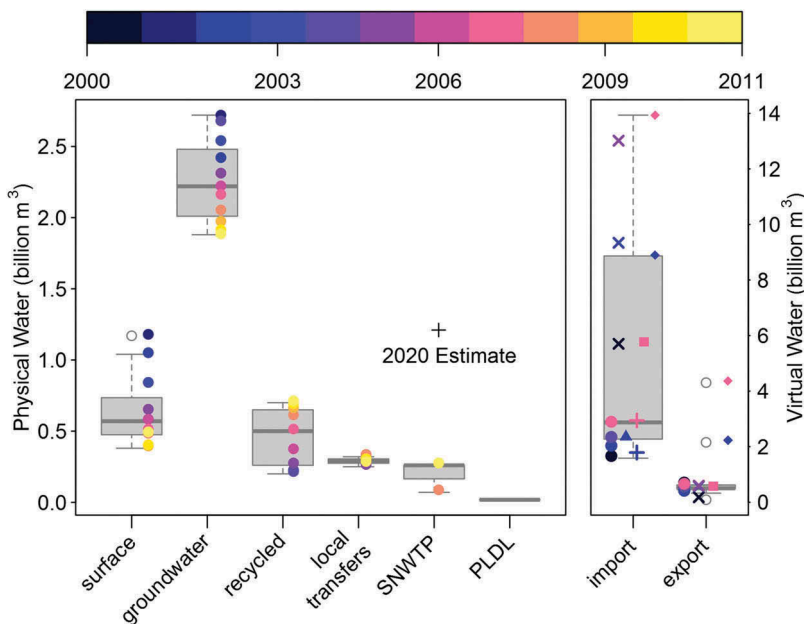 2000 2003 2006 2009 2011
Physical Water (billion m³)
2.5
2.0
1.5
1.0
0.5
0.0
2020 Estimate
surface
groundwater
recycled
local
transfers
SNWTP
PLDL
14
12
10
8
6
4
2
0
Virtual Water (billion m³)
import
export